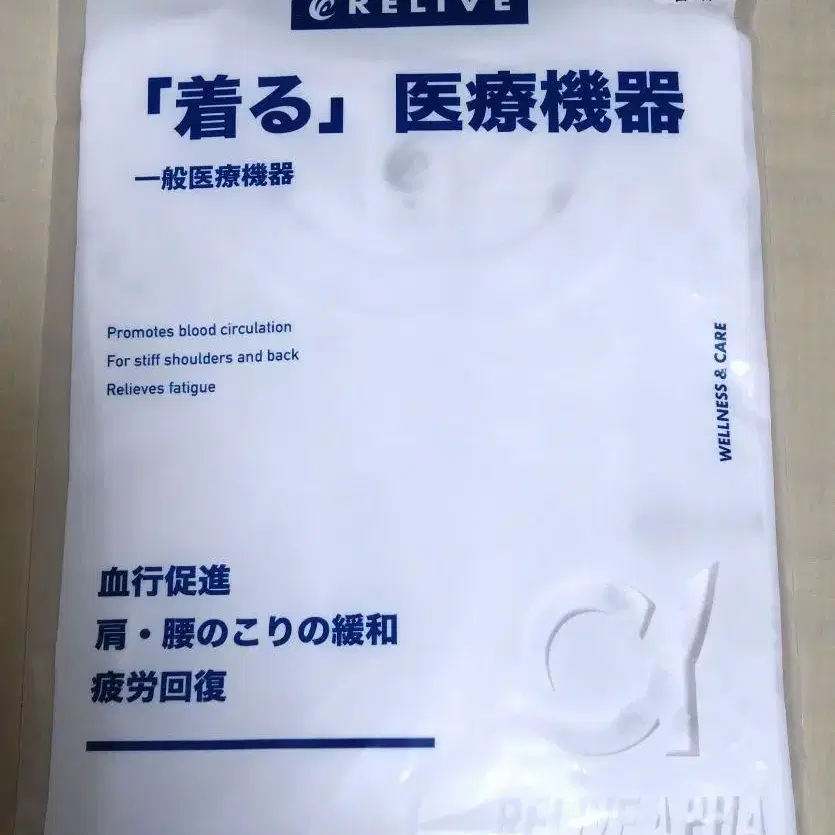 @ RELIVE
「着る」医療機器
一般医療機器
Promotes blood circulation
For stiff shoulders and back
Relieves fatigue
WELLNESS & CARE
血行促進
肩・腰のこりの緩和
疲労回復
α